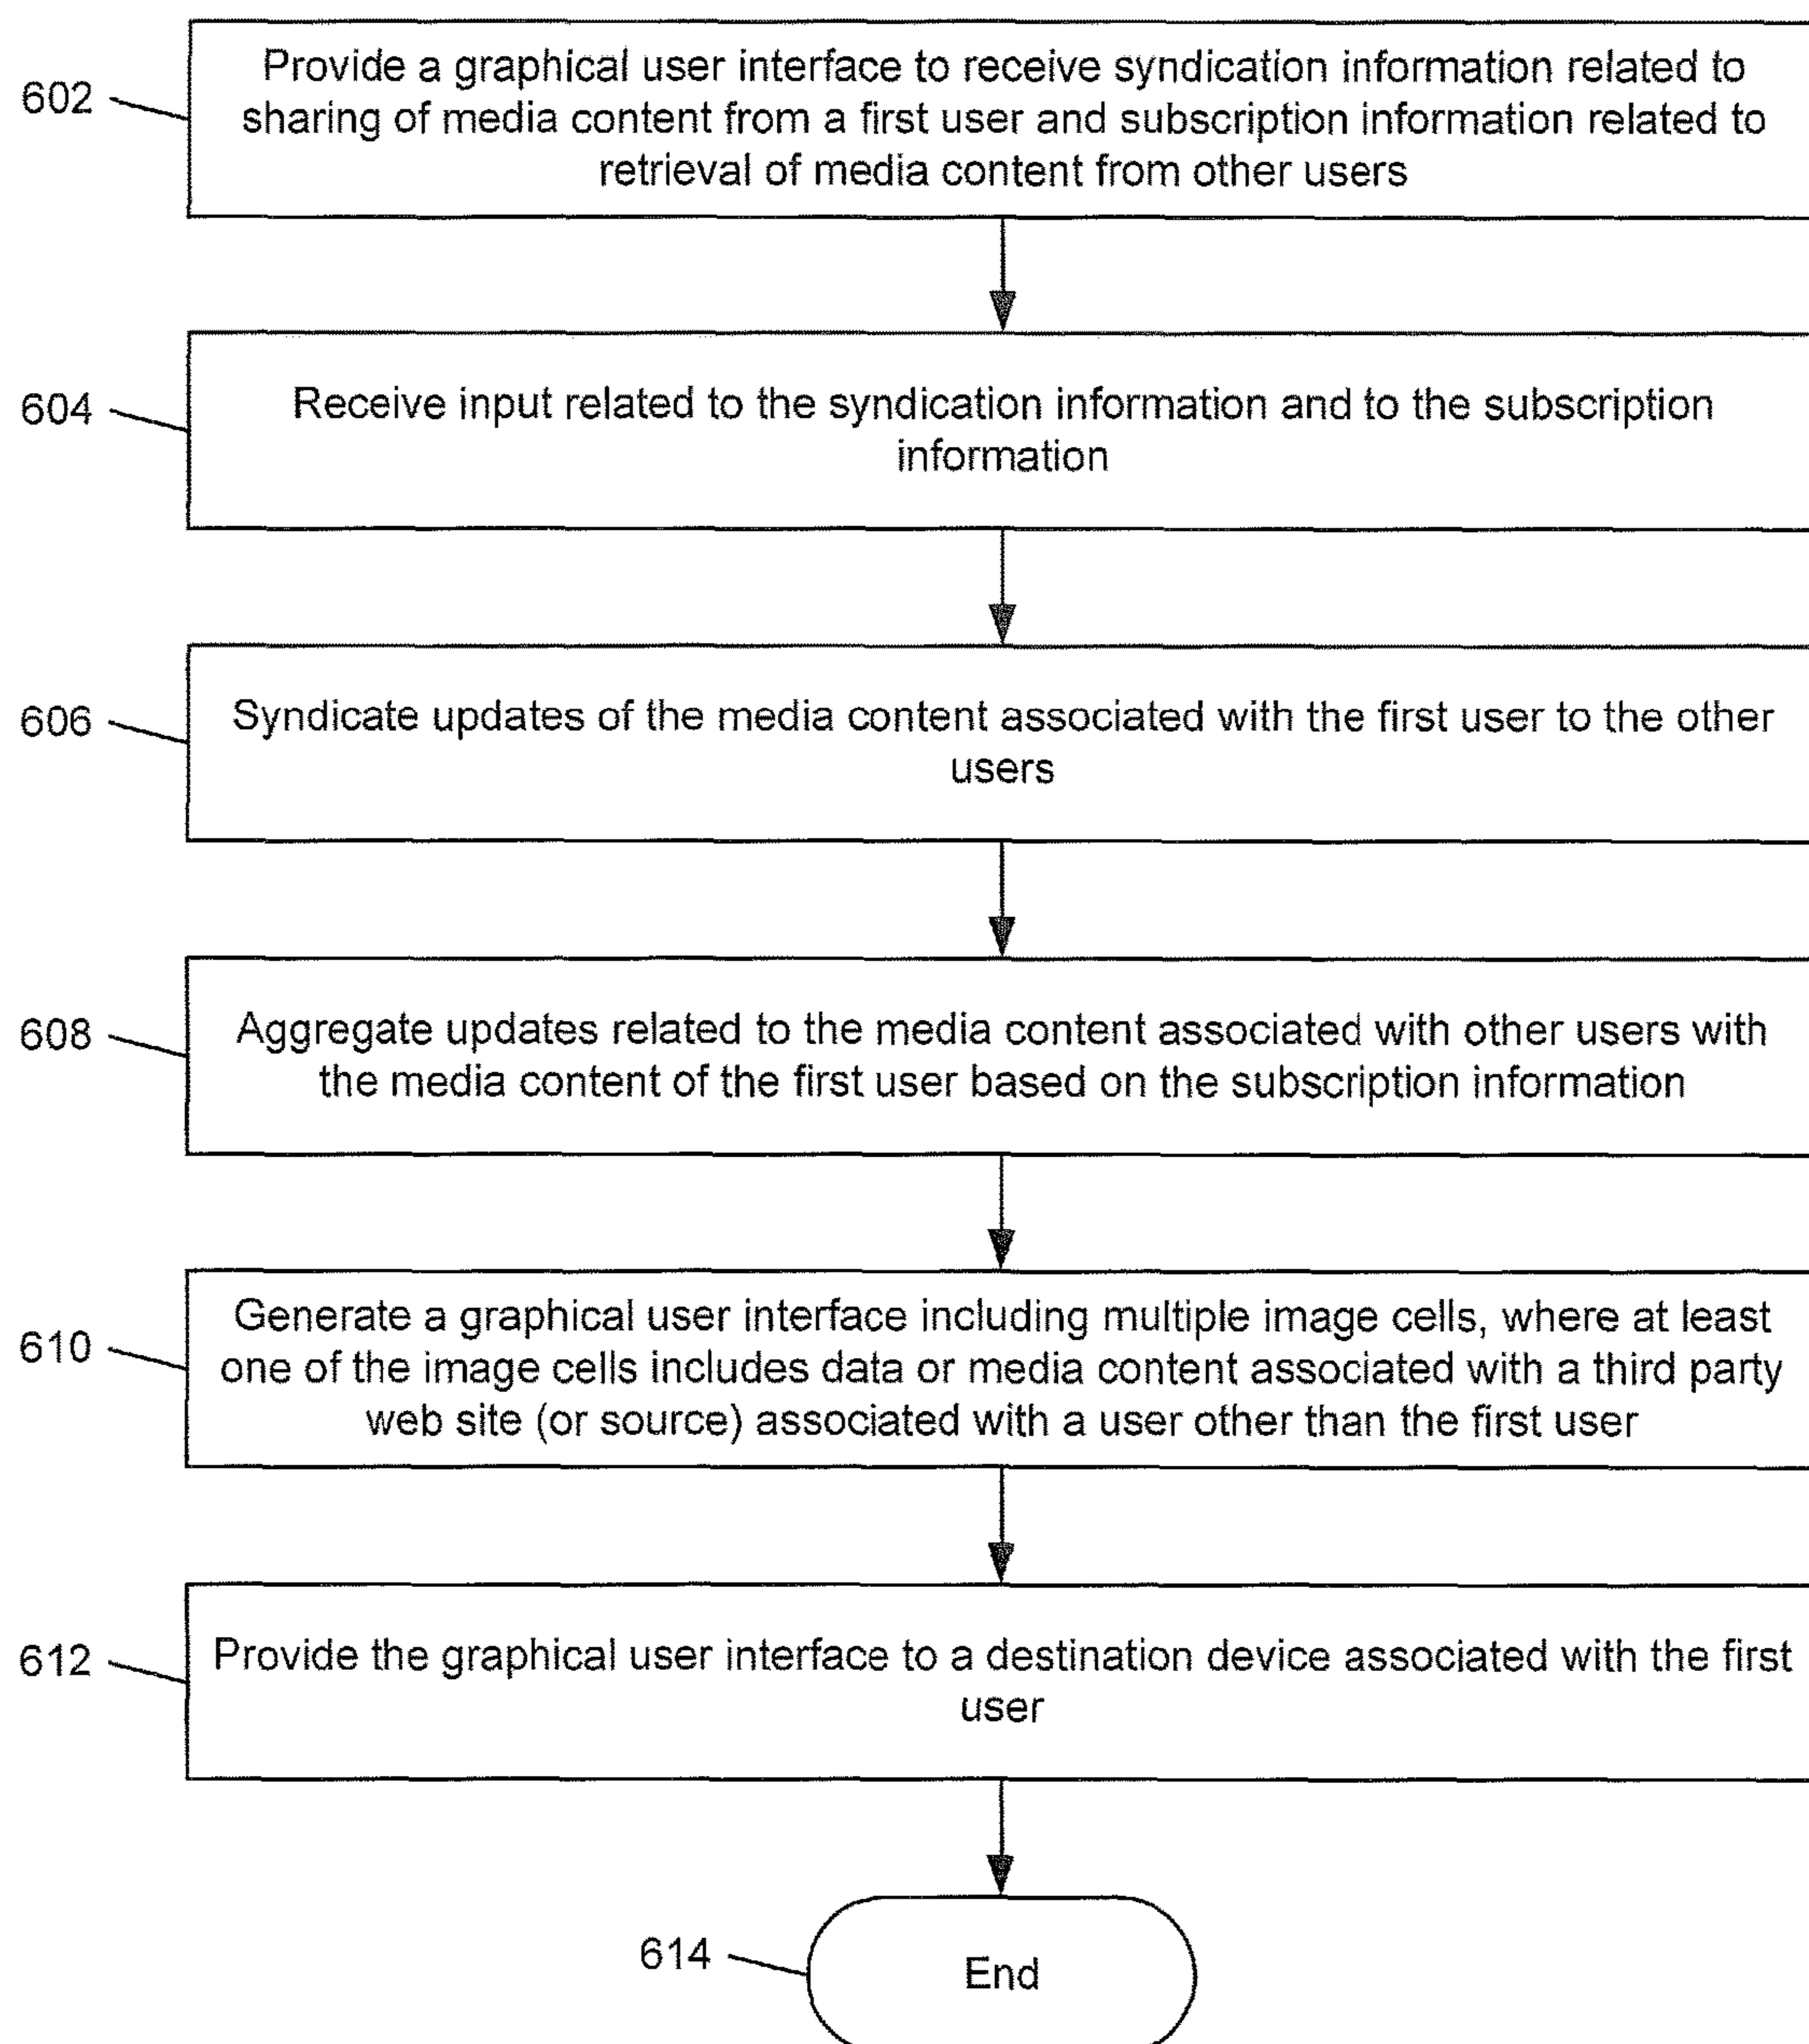 602
Provide a graphical user interface to receive syndication information related to
sharing of media content from a first user and subscription information related to
retrieval of media content from other users
604
Receive input related to the syndication information and to the subscription
information
606
Syndicate updates of the media content associated with the first user to the other
users
608
Aggregate updates related to the media content associated with other users with
the media content of the first user based on the subscription information
610
Generate a graphical user interface including multiple image cells, where at least
one of the image cells includes data or media content associated with a third party
web site (or source) associated with a user other than the first user
612
Provide the graphical user interface to a destination device associated with the first
user
614
End